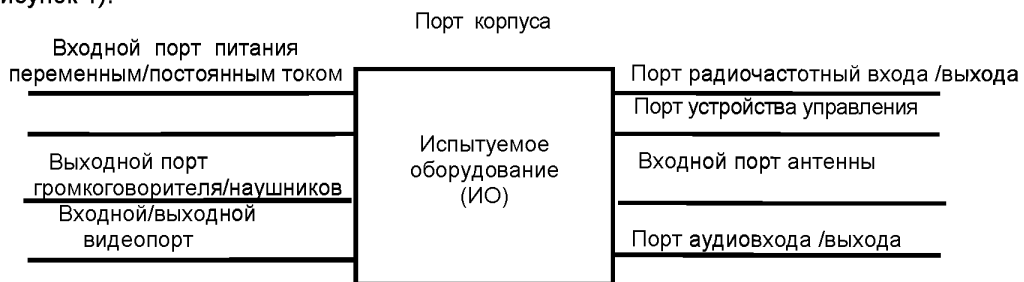 Порт корпуса
Входной порт питания
переменным/постоянным током
Выходной порт
громкоговорителя/наушников
Входной/выходной
видеопорт
Испытуемое
оборудование
(ИО)
Порт радиочастотный входа /выхода
Порт устройства управления
Входной порт антенны
Порт аудиовхода /выхода